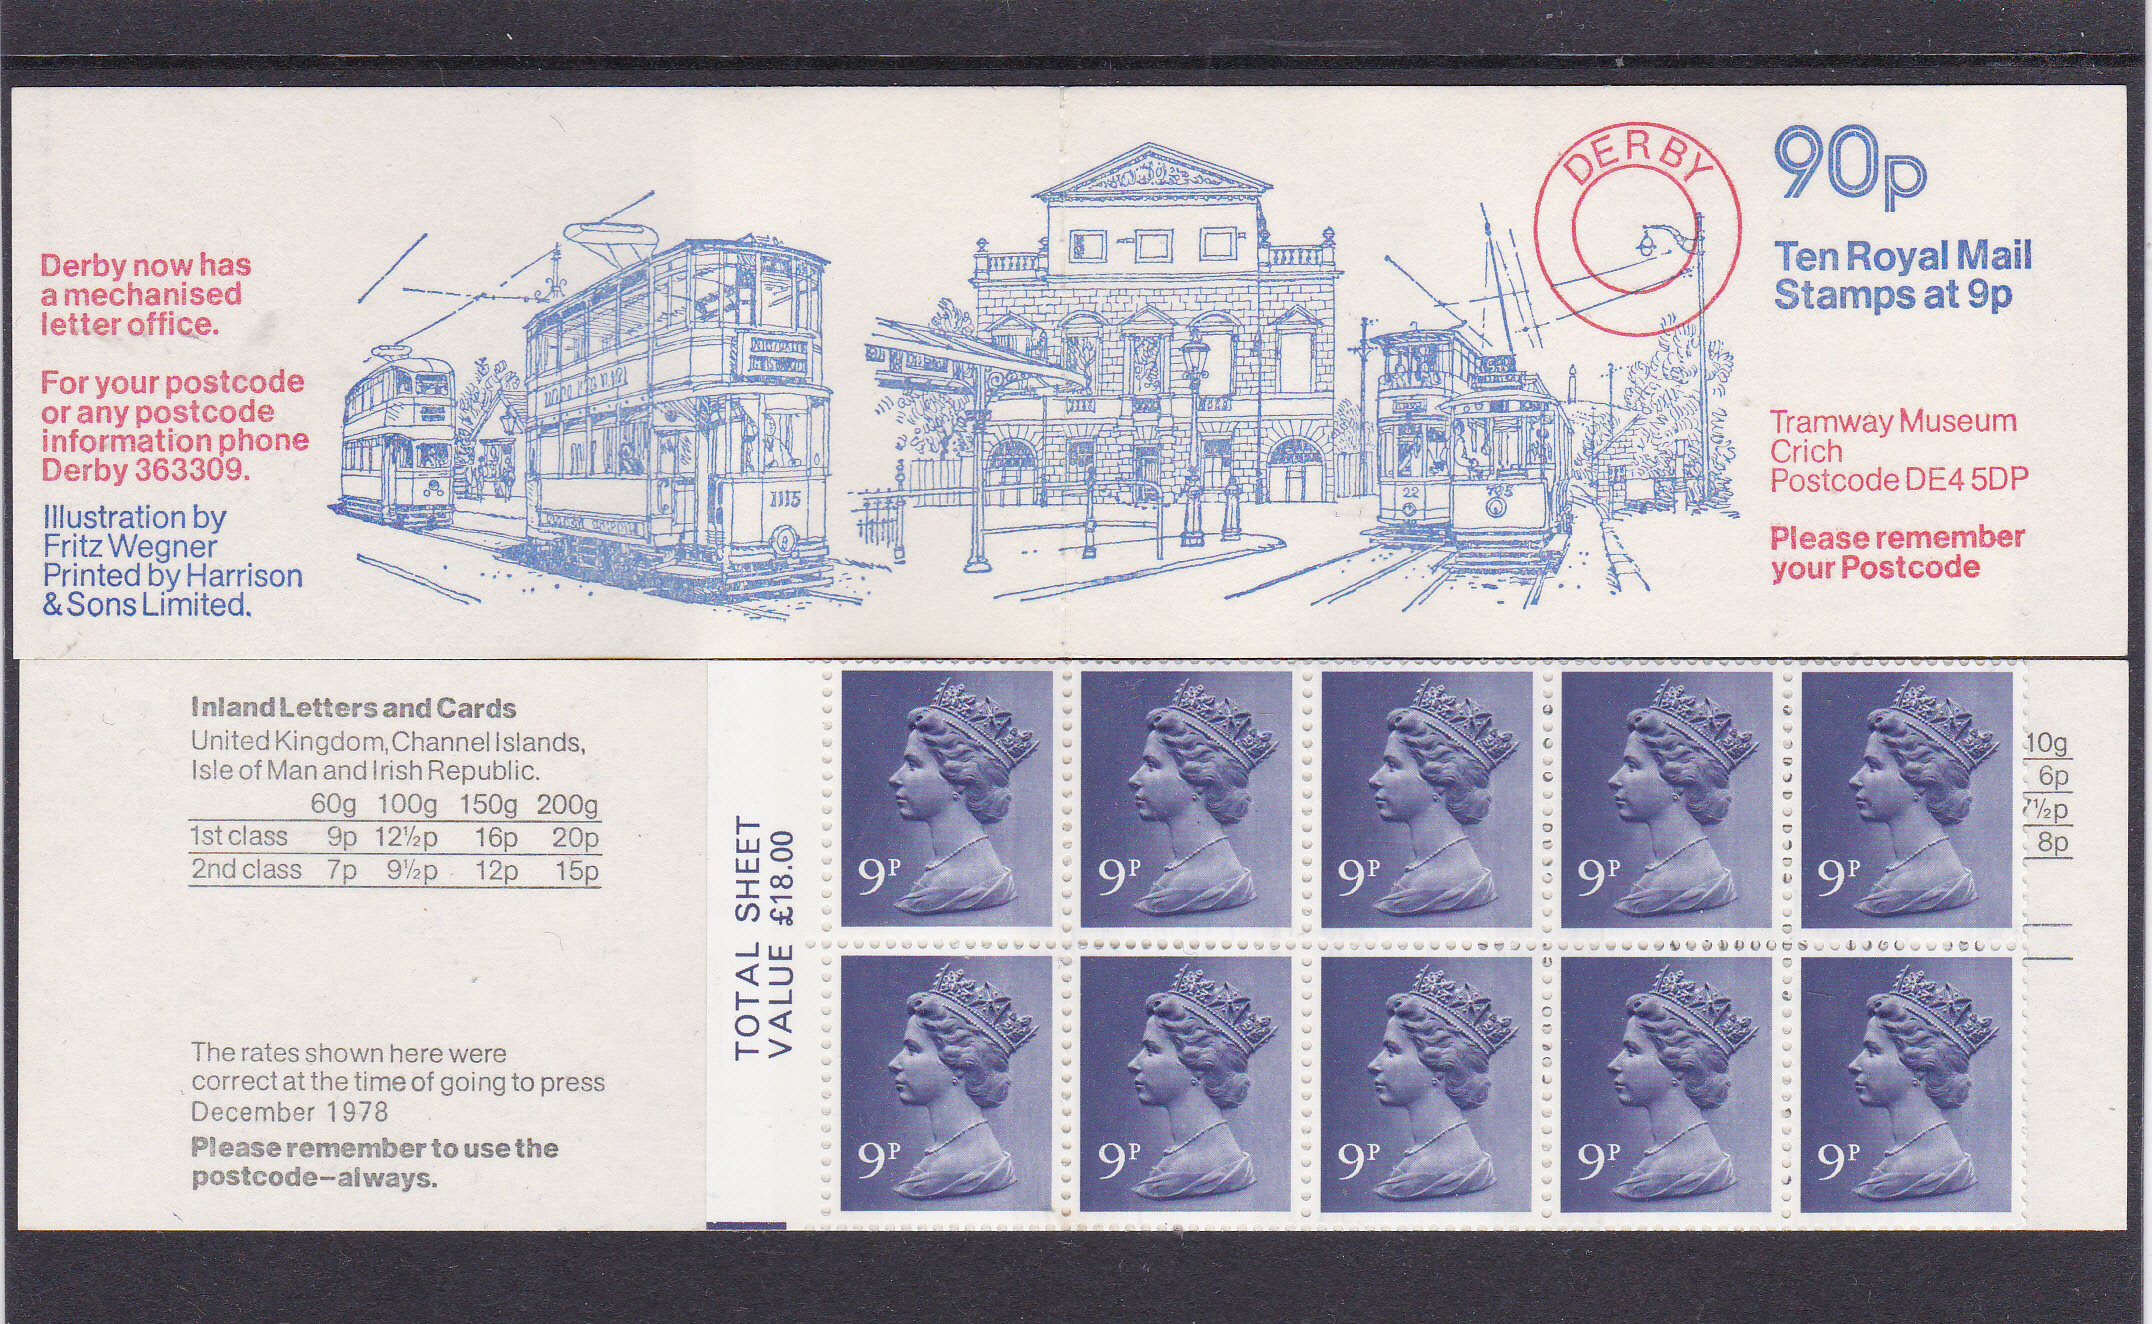 Derby now has
a mechanised
letter office.
For your postcode
or any postcode
information phone
Derby 363309.
Illustration by
Fritz Wegner
Printed by Harrison
& Sons Limited.
1115
22
DERBY
90p
Ten Royal Mail
Stamps at 9p
Tramway Museum
Crich
Postcode DE4 5DP
Please remember
your Postcode
Inland Letters and Cards
United Kingdom, Channel Islands,
Isle of Man and Irish Republic.
60g 100g 150g 200g
1st class 9p 12½p 16p 20p
2nd class 7p 9½p 12p 15p
The rates shown here were
correct at the time of going to press
December 1978
Please remember to use the
postcode–always.
TOTAL SHEET
VALUE £18.00
9P 9P 9P 9P 9P
9P 9P 9P 9P 9P
10g
6p
7½p
8p